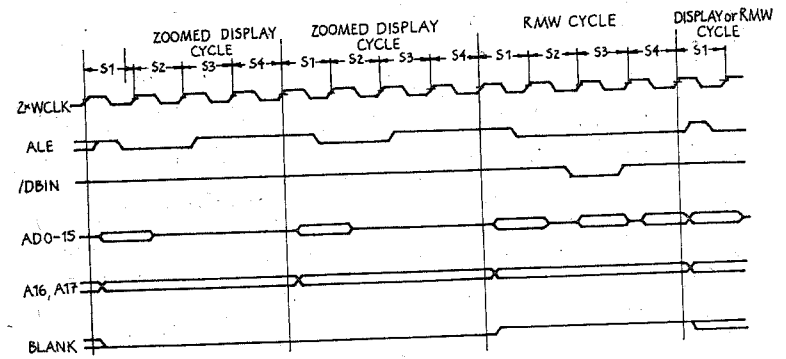 ZOOMED DISPLAY CYCLE
ZOOMED DISPLAY CYCLE
RMW CYCLE
DISPLAY or RMW CYCLE
S1 S2 S3 S4 S1 S2 S3 S4 S1 S2 S3 S4 S1
2×WCLK
ALE
/DBIN
AD0-15
A16, A17
BLANK